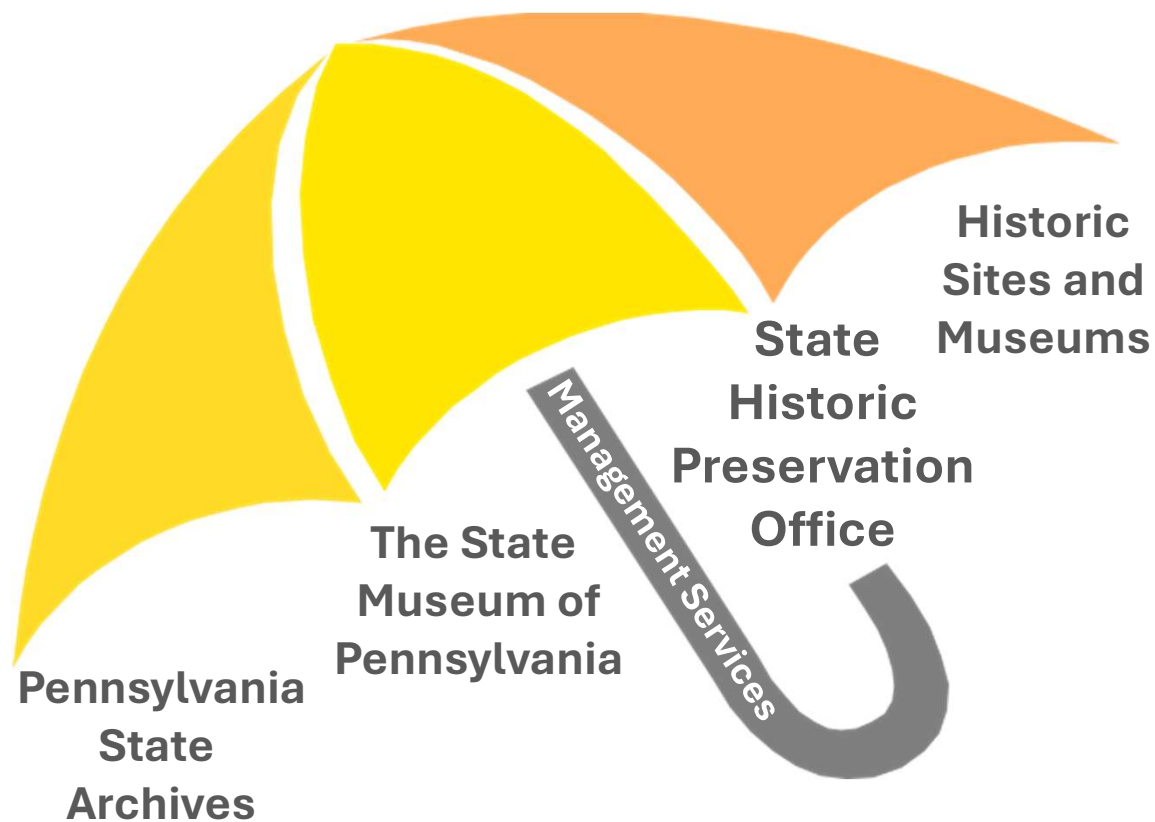 Historic
Sites and
Museums
State
Historic
Preservation
Office
Management Services
The State
Museum of
Pennsylvania
Pennsylvania
State
Archives